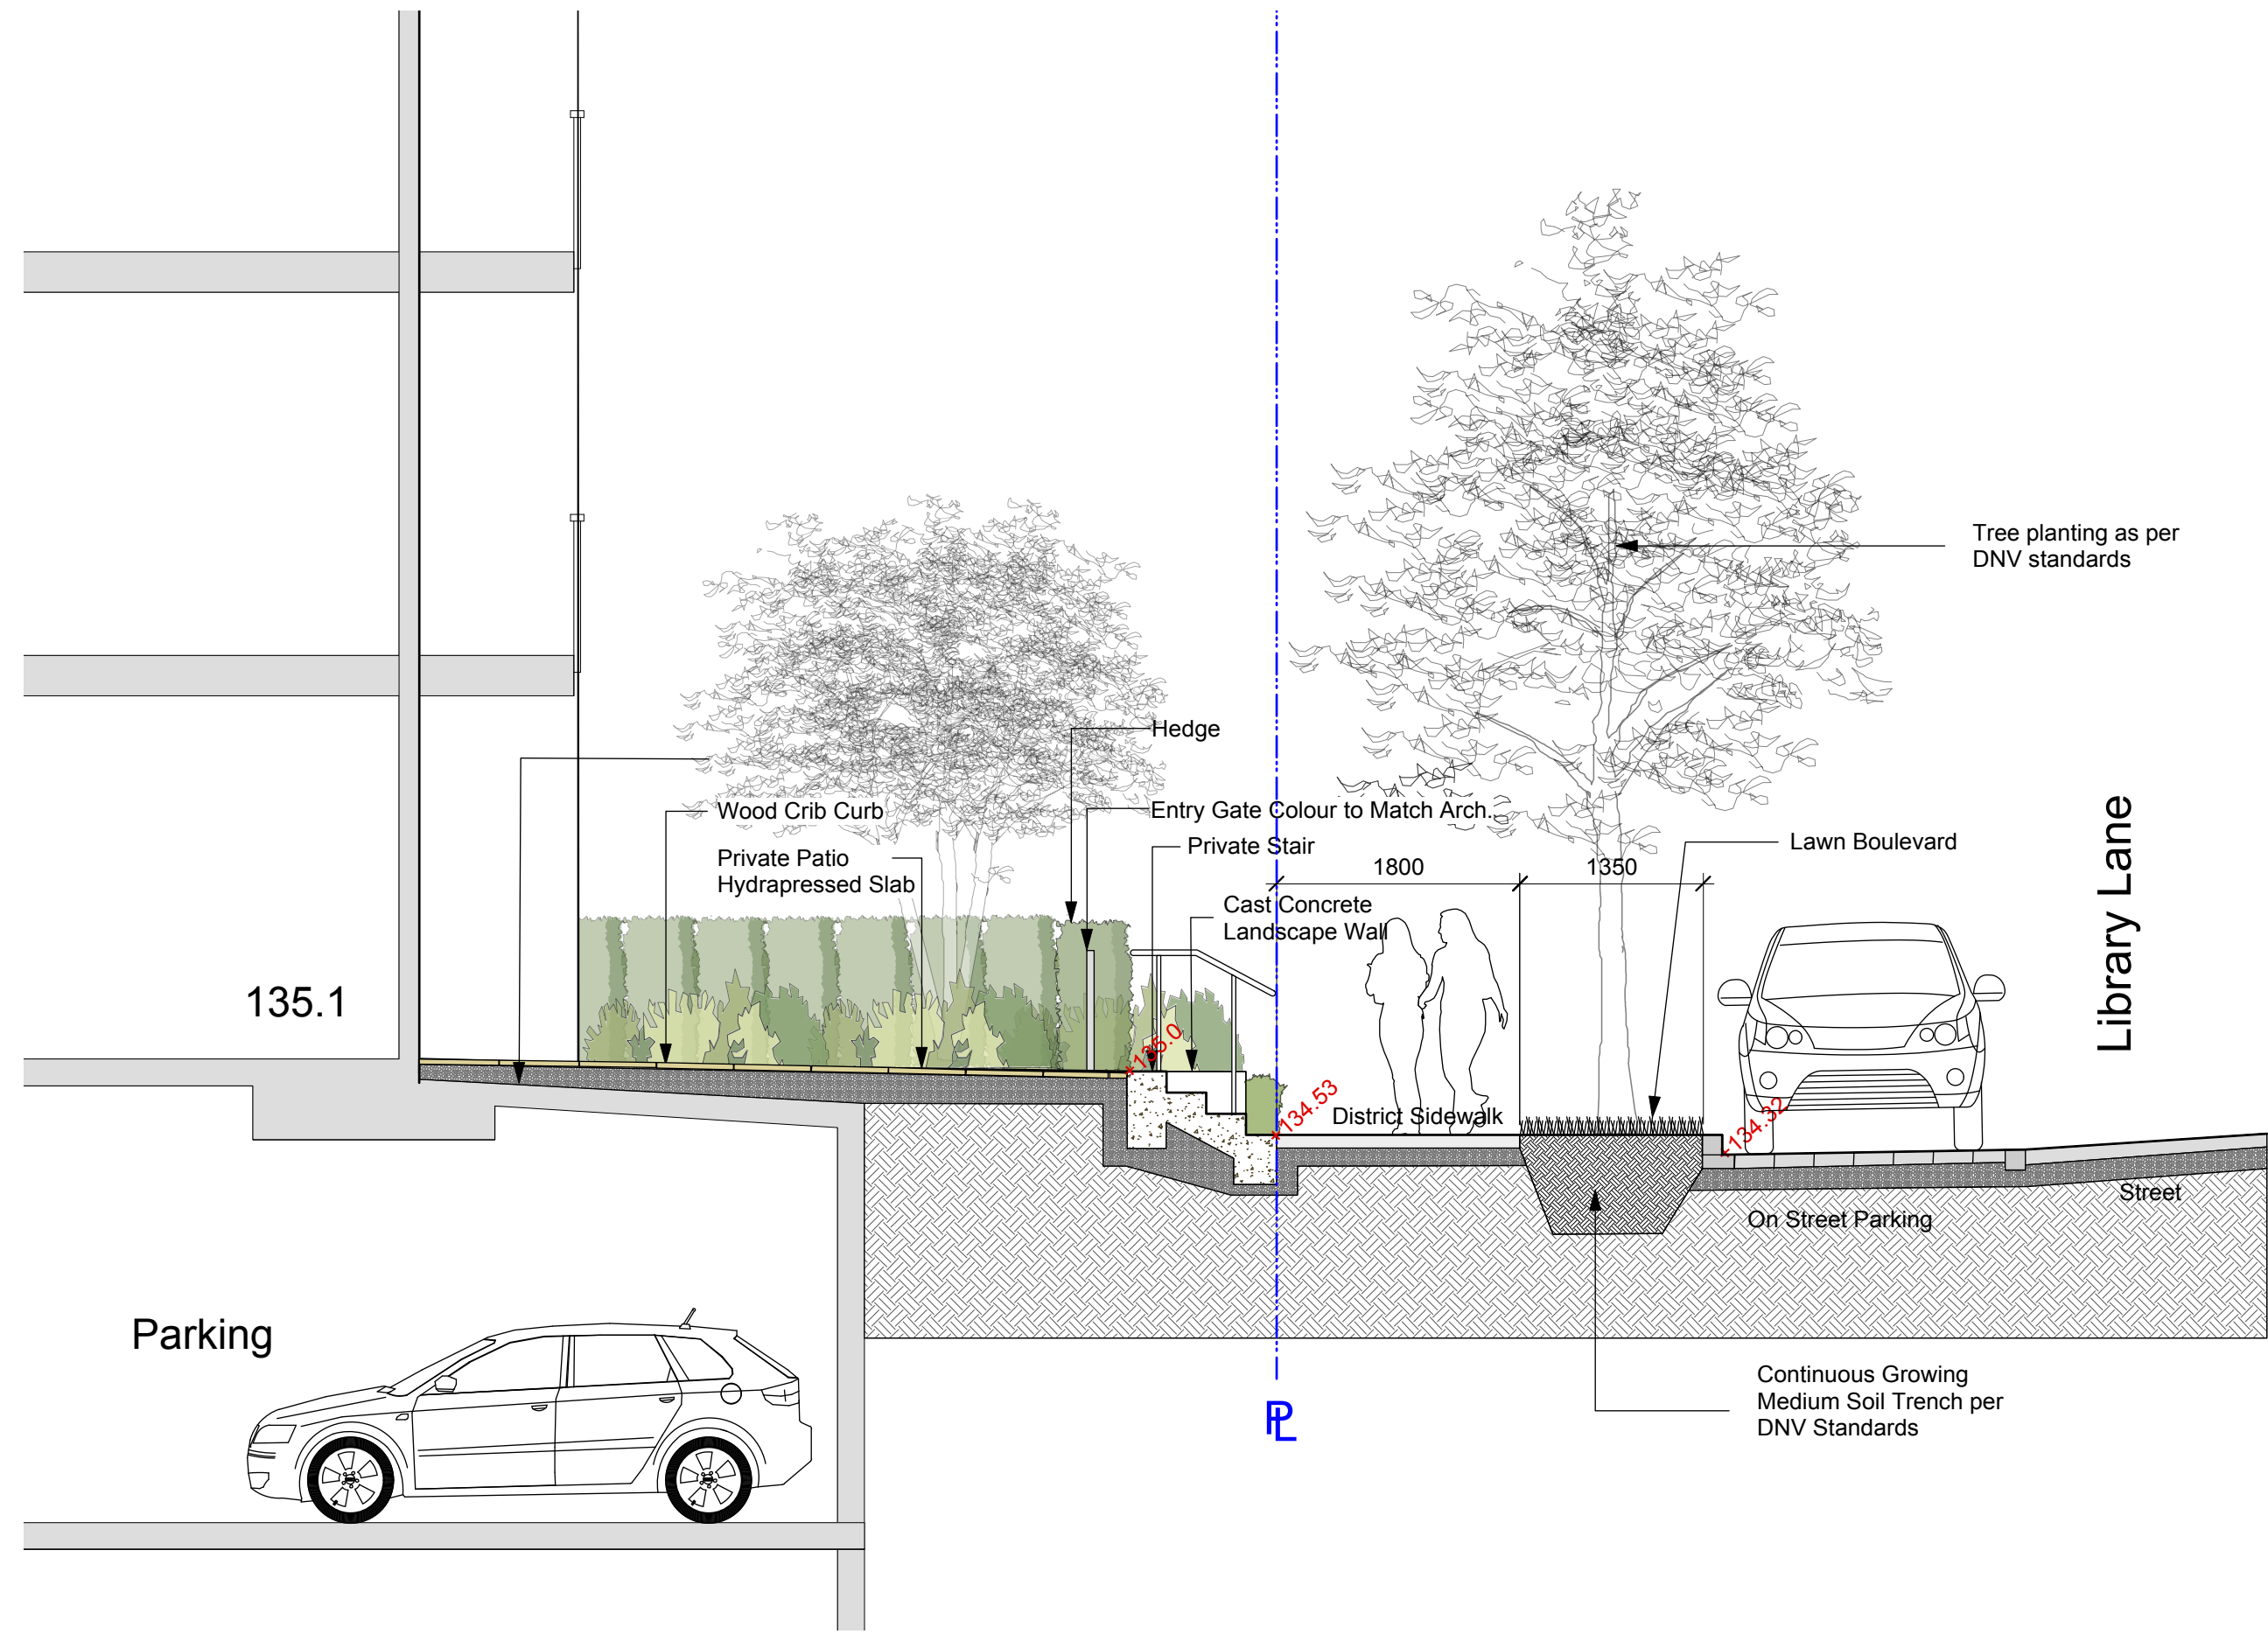 Tree planting as per
DNV standards
Hedge
Wood Crib Curb
Entry Gate Colour to Match Arch.
Private Stair
Lawn Boulevard
Private Patio
Hydrapressed Slab
1800
1350
Cast Concrete
Landscape Wall
Library Lane
135.1
+135.0
+134.53
District Sidewalk
+134.32
Street
On Street Parking
Parking
Continuous Growing
Medium Soil Trench per
DNV Standards
PL